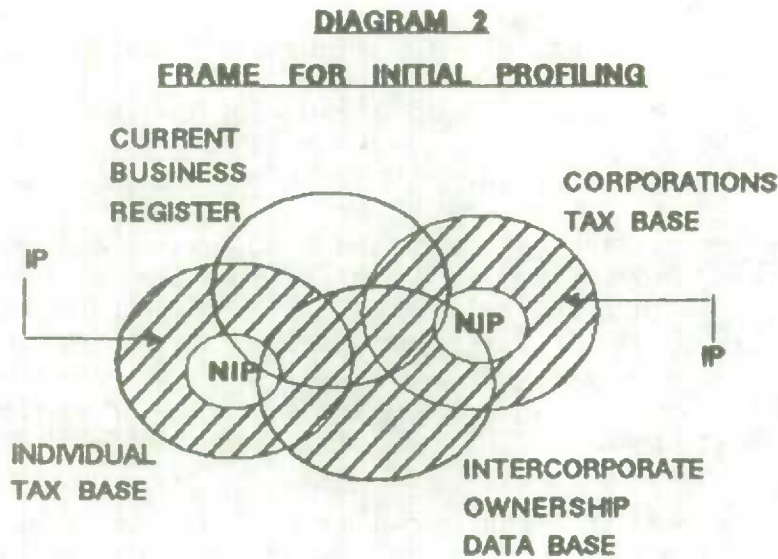 DIAGRAM 2
FRAME FOR INITIAL PROFILING
CURRENT
BUSINESS
REGISTER
CORPORATIONS
TAX BASE
IP
NIP
NIP
IP
INDIVIDUAL
TAX BASE
INTERCORPORATE
OWNERSHIP
DATA BASE